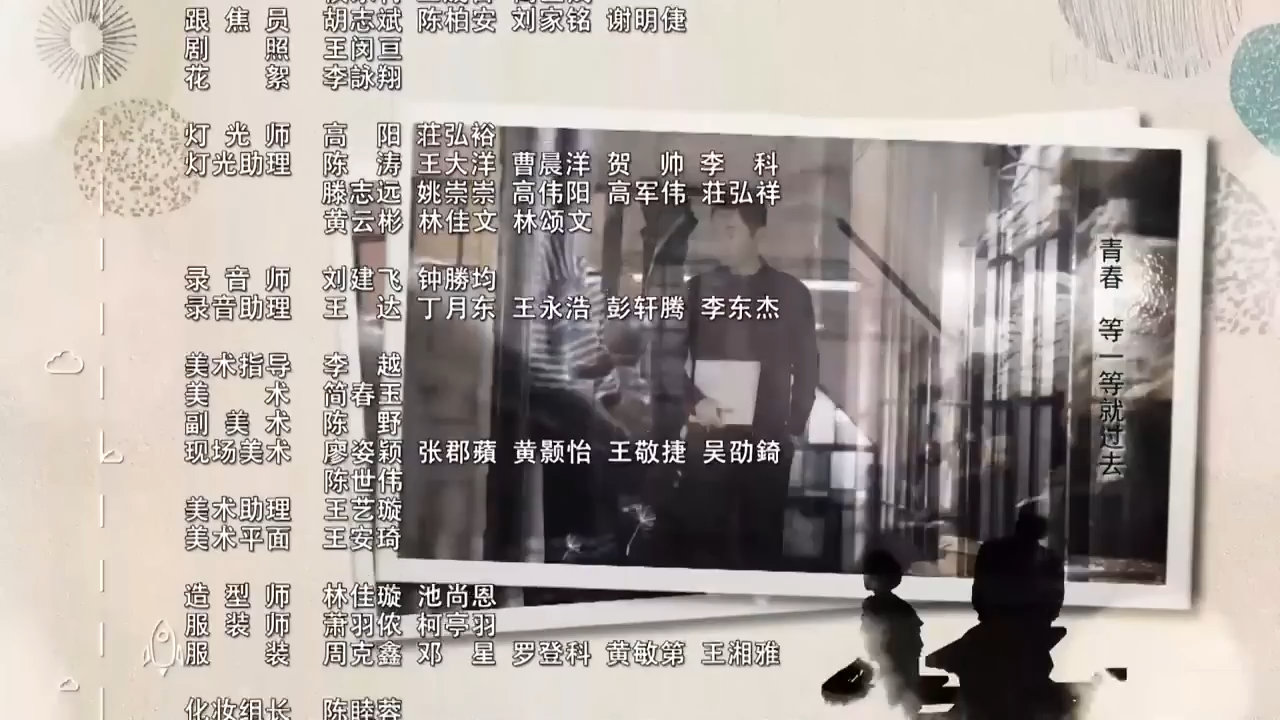 跟焦员 胡志斌 陈柏安 刘家铭 谢明倢
剧照 王闵亘
花絮 李詠翔
灯光师 高阳 莊弘裕
灯光助理 陈涛 王大洋 曹晨洋 贺帅 李科
滕志远 姚崇崇 高伟阳 高军伟 莊弘祥
黄云彬 林佳文 林颂文
录音师 刘建飞 钟勝均
录音助理 王达 丁月东 王永浩 彭轩腾 李东杰
美术指导 李越
美术 简春玉
副美术 陈野
现场美术 廖姿颖 张郡蘋 黄颢怡 王敬捷 吴劭錡
陈世伟
美术助理 王艺璇
美术平面 王安琦
造型师 林佳璇 池尚恩
服装师 萧羽侬 柯亭羽
服装 周克鑫 邓星 罗登科 黄敏第 王湘雅
化妆组长 陈睦蓉
青春 等一等就过去